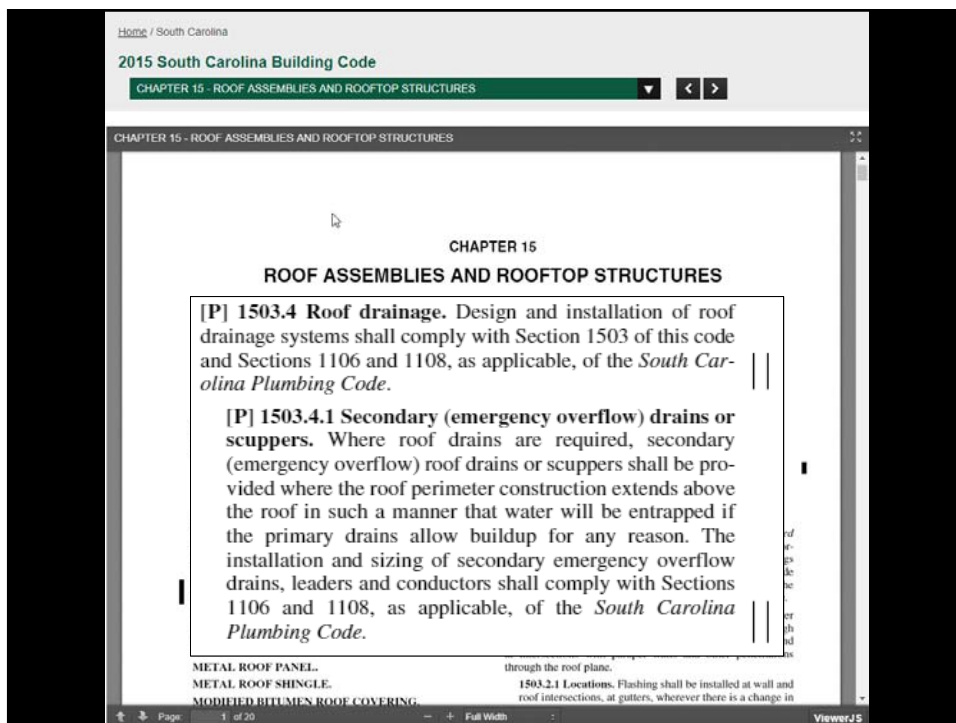 Home / South Carolina
2015 South Carolina Building Code
CHAPTER 15 - ROOF ASSEMBLIES AND ROOFTOP STRUCTURES
CHAPTER 15 - ROOF ASSEMBLIES AND ROOFTOP STRUCTURES
CHAPTER 15
ROOF ASSEMBLIES AND ROOFTOP STRUCTURES
[P] 1503.4 Roof drainage. Design and installation of roof
drainage systems shall comply with Section 1503 of this code
and Sections 1106 and 1108, as applicable, of the South Car-
olina Plumbing Code.
[P] 1503.4.1 Secondary (emergency overflow) drains or
scuppers. Where roof drains are required, secondary
(emergency overflow) roof drains or scuppers shall be pro-
vided where the roof perimeter construction extends above
the roof in such a manner that water will be entrapped if
the primary drains allow buildup for any reason. The
installation and sizing of secondary emergency overflow
drains, leaders and conductors shall comply with Sections
1106 and 1108, as applicable, of the South Carolina
Plumbing Code.
METAL ROOF PANEL.
METAL ROOF SHINGLE.
MODIFIED BITUMEN ROOF COVERING.
through the roof plane.
1503.2.1 Locations. Flashing shall be installed at wall and
roof intersections, at gutters, wherever there is a change in
Page: 1 of 20
- + Full Width
ViewerJS